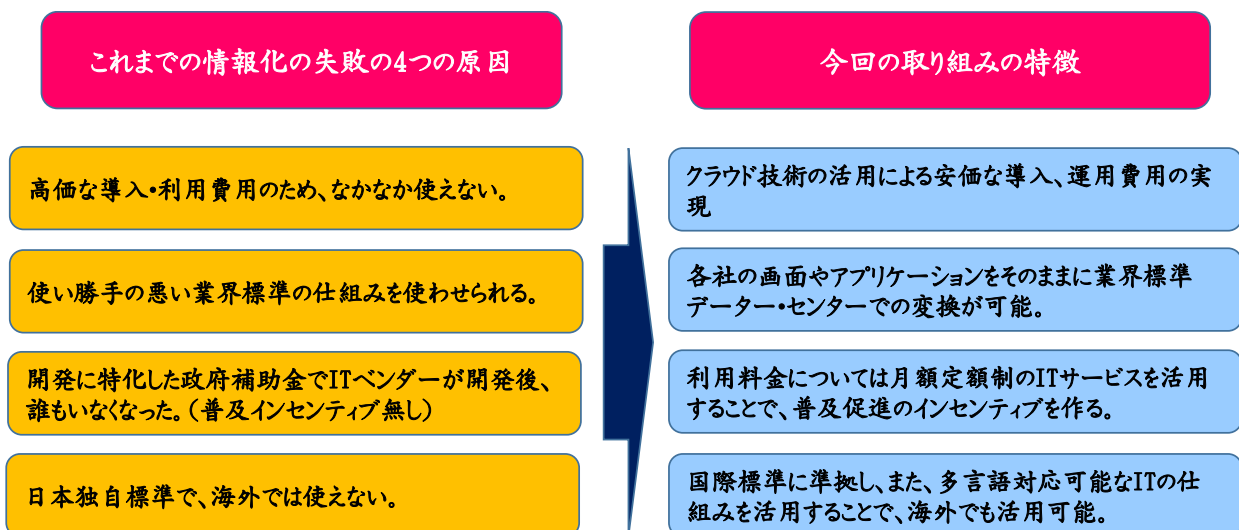 これまでの情報化の失敗の4つの原因
今回の取り組みの特徴
高価な導入・利用費用のため、なかなか使えない。
クラウド技術の活用による安価な導入、運用費用の実
現
使い勝手の悪い業界標準の仕組みを使わせられる。
各社の画面やアプリケーションをそのままに業界標準
データー・センターでの変換が可能。
開発に特化した政府補助金でITベンダーが開発後、
誰もいなくなった。（普及インセンティブ無し）
利用料金については月額定額制のITサービスを活用
することで、普及促進のインセンティブを作る。
日本独自標準で、海外では使えない。
国際標準に準拠し、また、多言語対応可能なITの仕
組みを活用することで、海外でも活用可能。